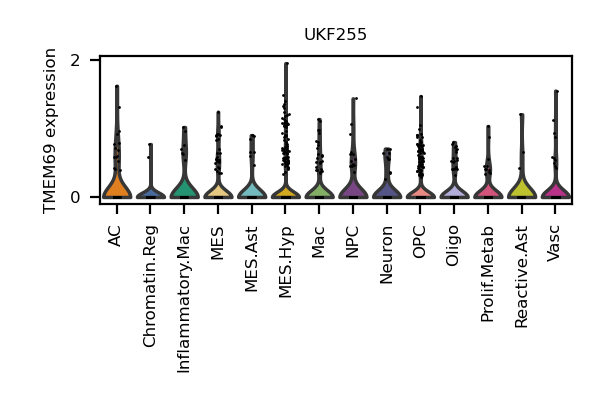 UKF255
TMEM69 expression
2
0
AC
Chromatin.Reg
Inflammatory.Mac
MES
MES.Ast
MES.Hyp
Mac
NPC
Neuron
OPC
Oligo
Prolif.Metab
Reactive.Ast
Vasc